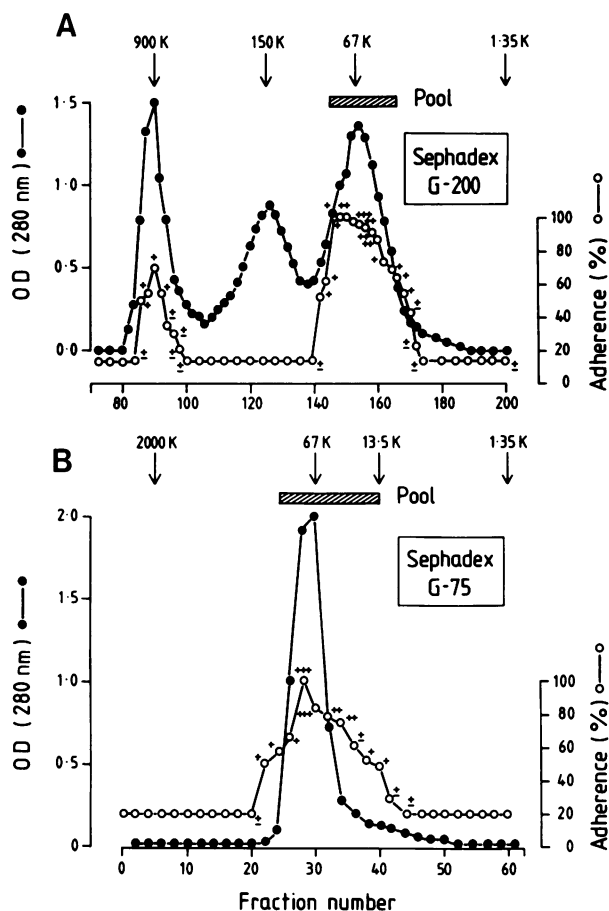 A
900 K 150 K 67 K 1·35 K
Pool
Sephadex
G-200
OD (280 nm)
1·5
1·0
0·5
0·0
Adherence (%)
100
80
60
40
20
0
80 100 120 140 160 180 200
B
2000 K 67 K 13·5 K 1·35 K
Pool
Sephadex
G-75
OD (280 nm)
2·0
1·5
1·0
0·5
0
Adherence (%)
100
80
60
40
20
0
0 10 20 30 40 50 60
Fraction number